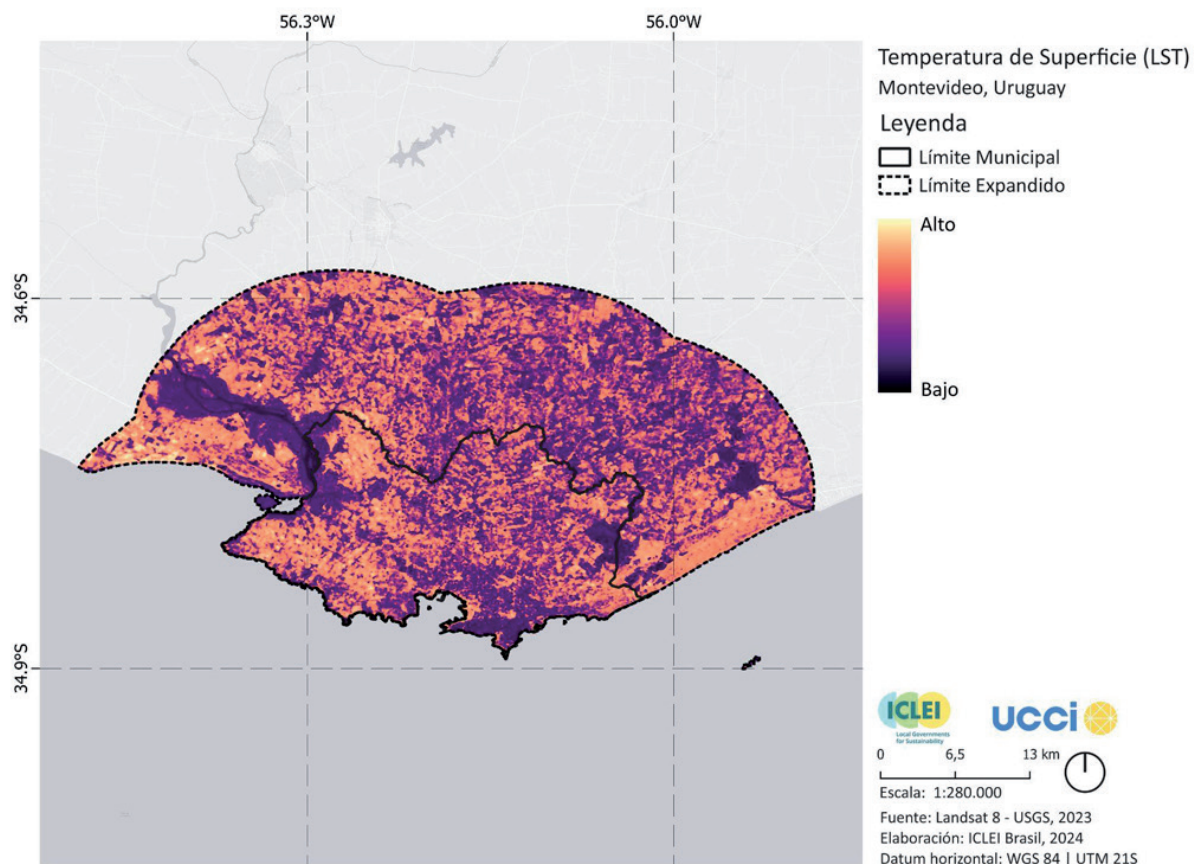 56.3°W
56.0°W
34.6°S
34.9°S
Temperatura de Superficie (LST)
Montevideo, Uruguay
Leyenda
Límite Municipal
Límite Expandido
Alto
Bajo
ICLEI
Local Governments
for Sustainability
UCCi
0 6,5 13 km
Escala: 1:280.000
Fuente: Landsat 8 - USGS, 2023
Elaboración: ICLEI Brasil, 2024
Datum horizontal: WGS 84 | UTM 21S